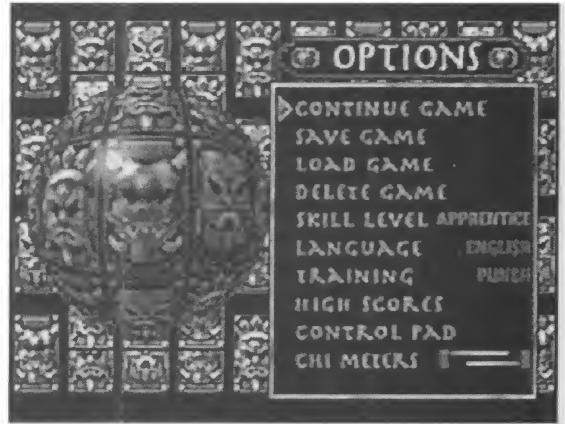 OPTIONS
CONTINUE GAME
SAVE GAME
LOAD GAME
DELETE GAME
SKILL LEVEL APPRENTICE
LANGUAGE ENGLISH
TRAINING PUNCH
HIGH SCORES
CONTROL PAD
CHI METERS